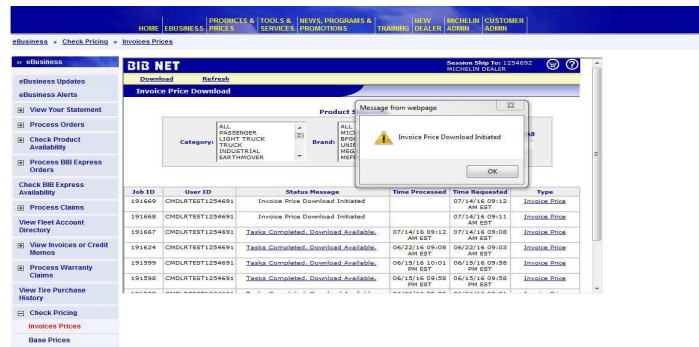 HOME EBUSINESS PRODUCTS & PRICES TOOLS & SERVICES NEWS, PROGRAMS & PROMOTIONS TRAINING NEW DEALER MICHELIN ADMIN CUSTOMER ADMIN
eBusiness » Check Pricing » Invoices Prices
» eBusiness
eBusiness Updates
eBusiness Alerts
View Your Statement
Process Orders
Check Product
Availability
Process BIB Express
Orders
Check BIB Express
Availability
Process Claims
View Fleet Account
Directory
View Invoices or Credit
Memos
Process Warranty
Claims
View Tire Purchase
History
Check Pricing
Invoices Prices
Base Prices
BIB NET
Session Ship To: 1254692
MICHELIN DEALER
Download Refresh
Invoice Price Download
Product S
Category:
ALL
PASSENGER
LIGHT TRUCK
TRUCK
INDUSTRIAL
EARTHMOVER
Brand:
ALL
MICH
BFG
UNIF
MEG
MEF
All
Message from webpage
Invoice Price Download Initiated
OK
Job ID User ID Status Message Time Processed Time Requested Type
191669 CMDLRTEST1254691 Invoice Price Download Initiated 07/14/16 09:12 AM EST Invoice Price
191668 CMDLRTEST1254691 Invoice Price Download Initiated 07/14/16 09:11 AM EST Invoice Price
191667 CMDLRTEST1254691 Tasks Completed. Download Available. 07/14/16 09:12 AM EST 07/14/16 09:08 AM EST Invoice Price
191624 CMDLRTEST1254691 Tasks Completed. Download Available. 06/22/16 09:08 AM EST 06/22/16 09:03 AM EST Invoice Price
191599 CMDLRTEST1254691 Tasks Completed. Download Available. 06/15/16 10:01 PM EST 06/15/16 09:58 PM EST Invoice Price
191598 CMDLRTEST1254691 Tasks Completed. Download Available. 06/15/16 09:58 PM EST 06/15/16 09:58 PM EST Invoice Price